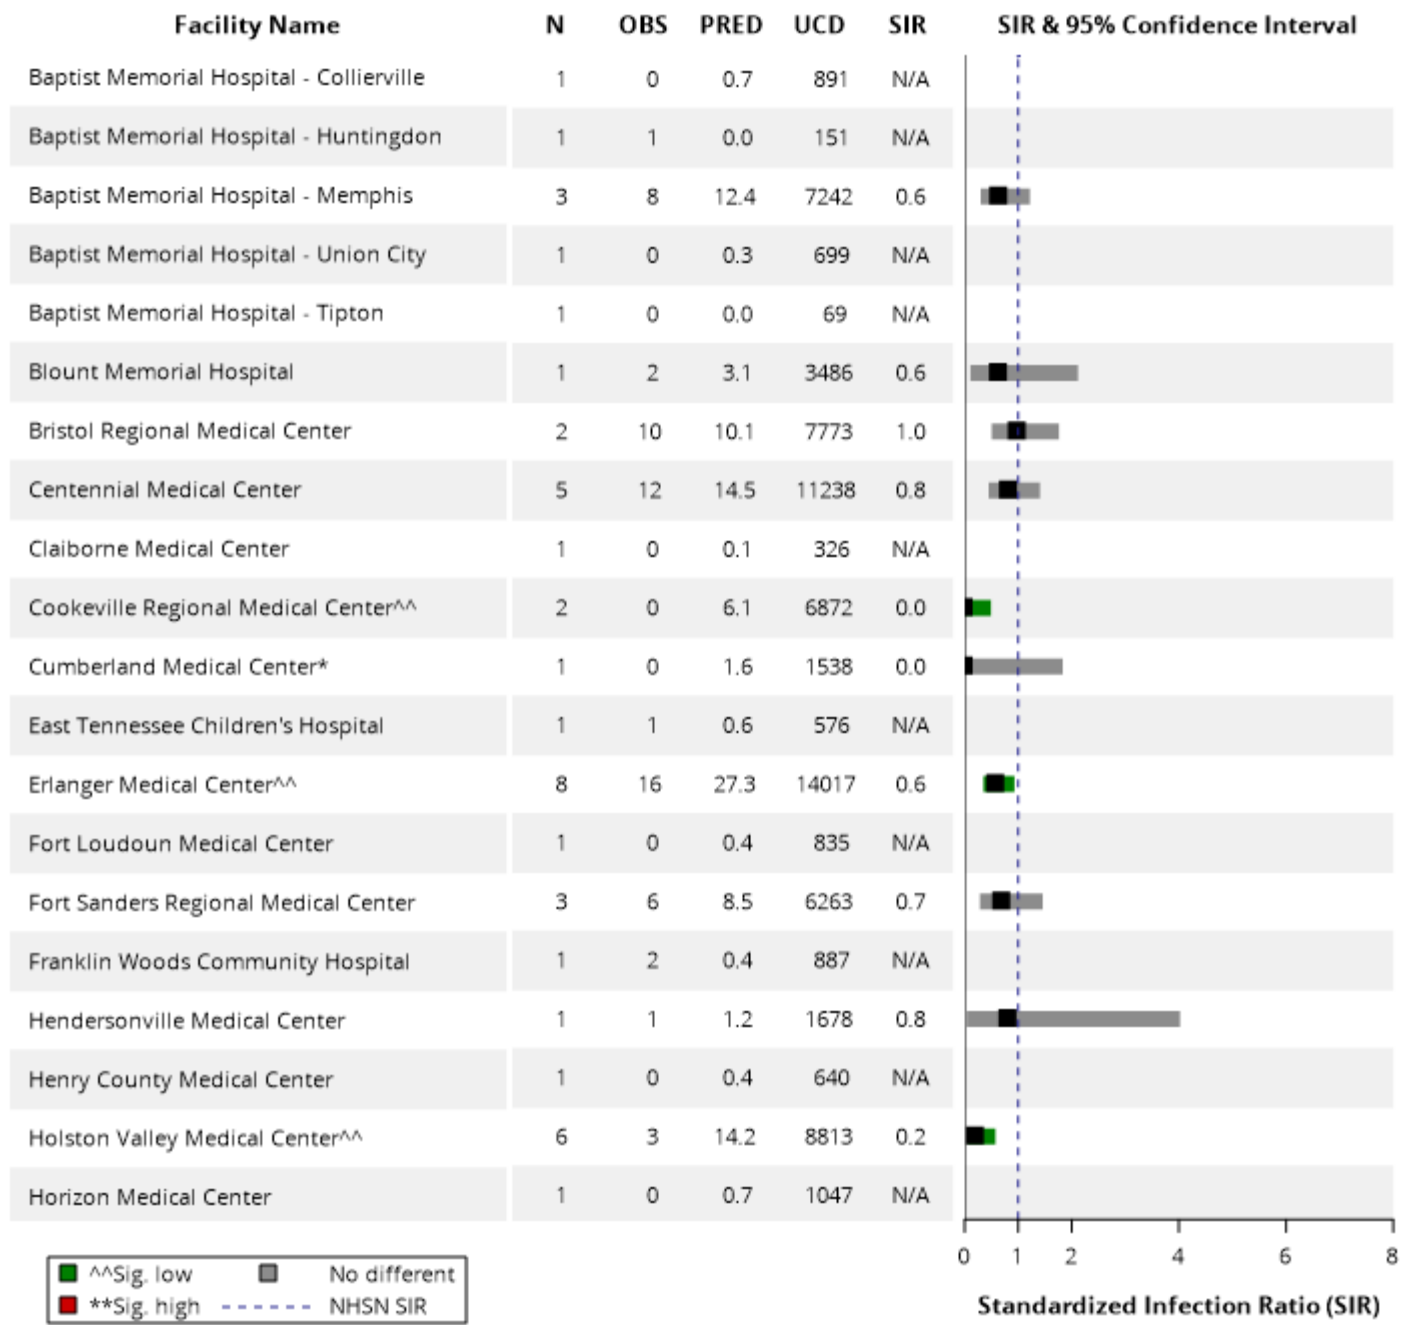 Facility Name N OBS PRED UCD SIR SIR & 95% Confidence Interval
Baptist Memorial Hospital - Collierville 1 0 0.7 891 N/A
Baptist Memorial Hospital - Huntingdon 1 1 0.0 151 N/A
Baptist Memorial Hospital - Memphis 3 8 12.4 7242 0.6
Baptist Memorial Hospital - Union City 1 0 0.3 699 N/A
Baptist Memorial Hospital - Tipton 1 0 0.0 69 N/A
Blount Memorial Hospital 1 2 3.1 3486 0.6
Bristol Regional Medical Center 2 10 10.1 7773 1.0
Centennial Medical Center 5 12 14.5 11238 0.8
Claiborne Medical Center 1 0 0.1 326 N/A
Cookeville Regional Medical Center^^ 2 0 6.1 6872 0.0
Cumberland Medical Center* 1 0 1.6 1538 0.0
East Tennessee Children's Hospital 1 1 0.6 576 N/A
Erlanger Medical Center^^ 8 16 27.3 14017 0.6
Fort Loudoun Medical Center 1 0 0.4 835 N/A
Fort Sanders Regional Medical Center 3 6 8.5 6263 0.7
Franklin Woods Community Hospital 1 2 0.4 887 N/A
Hendersonville Medical Center 1 1 1.2 1678 0.8
Henry County Medical Center 1 0 0.4 640 N/A
Holston Valley Medical Center^^ 6 3 14.2 8813 0.2
Horizon Medical Center 1 0 0.7 1047 N/A
0 1 2 4 6 8
Standardized Infection Ratio (SIR)
^^Sig. low No different
**Sig. high NHSN SIR